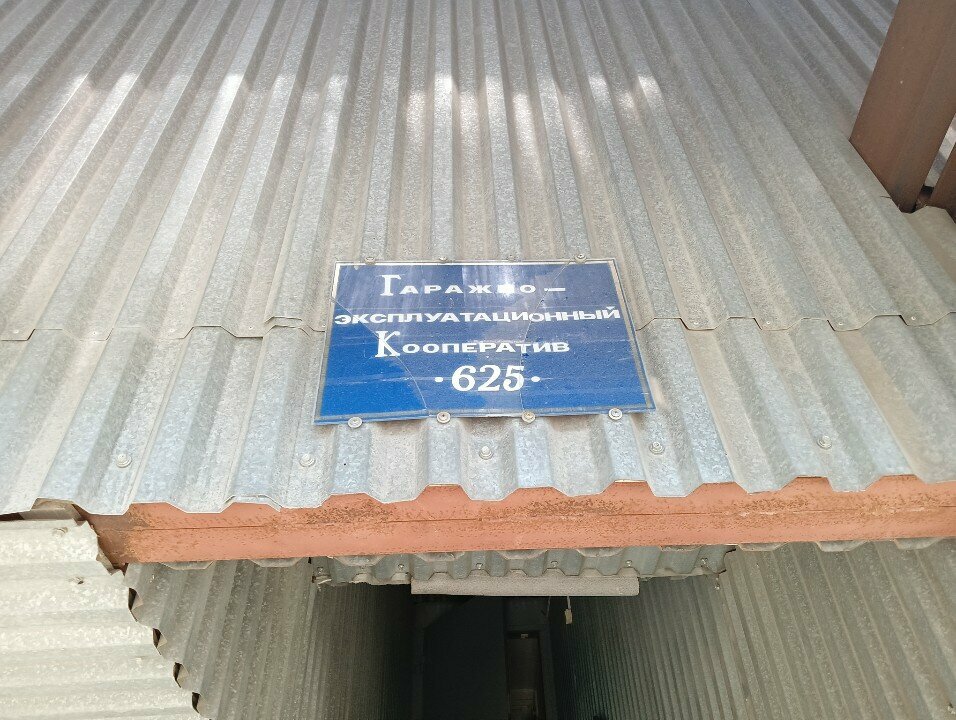 Гаражно-
эксплуатационный
Кооператив
·625·